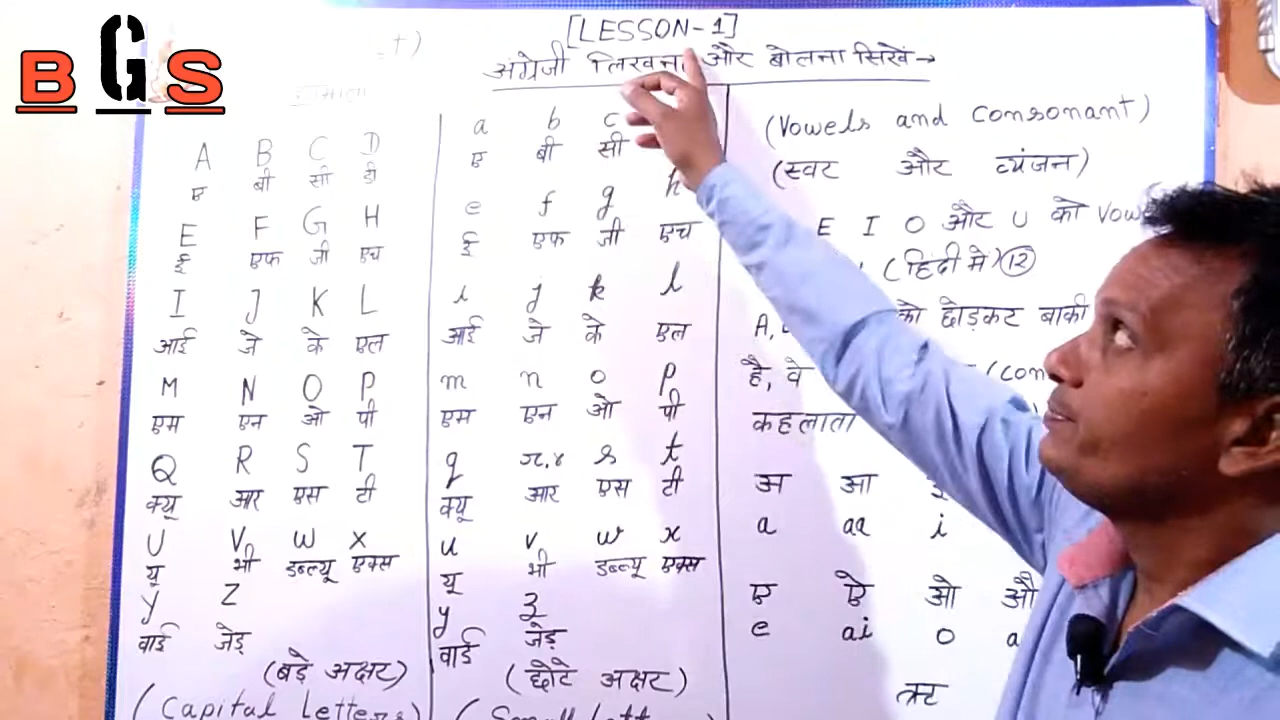 BGS
[LESSON-1]
अंग्रेजी लिखना और बोलना सिखें→
A B C D
ए बी सी डी
E F G H
ई एफ जी एच
I J K L
आई जे के एल
M N O P
एम एन ओ पी
Q R S T
क्यू आर एस टी
U V W X
यू भी डब्ल्यू एक्स
Y Z
वाई जेड़
(बड़े अक्षर)
(Capital Letters)
a b c
ए बी सी
e f g h
ई एफ जी एच
i j k l
आई जे के एल
m n o p
एम एन ओ पी
q r,r s t
क्यू आर एस टी
u v w x
यू भी डब्ल्यू एक्स
y z
वाई जेड़
(छोटे अक्षर)
(Vowels and Consonant)
(स्वर और व्यंजन)
E I O और U को
(हिंदी में) 12
A, को छोड़कर बाकी
है, वे
कहलाता
अ आ
a aa i
ए ऐ ओ औ
e ai o a